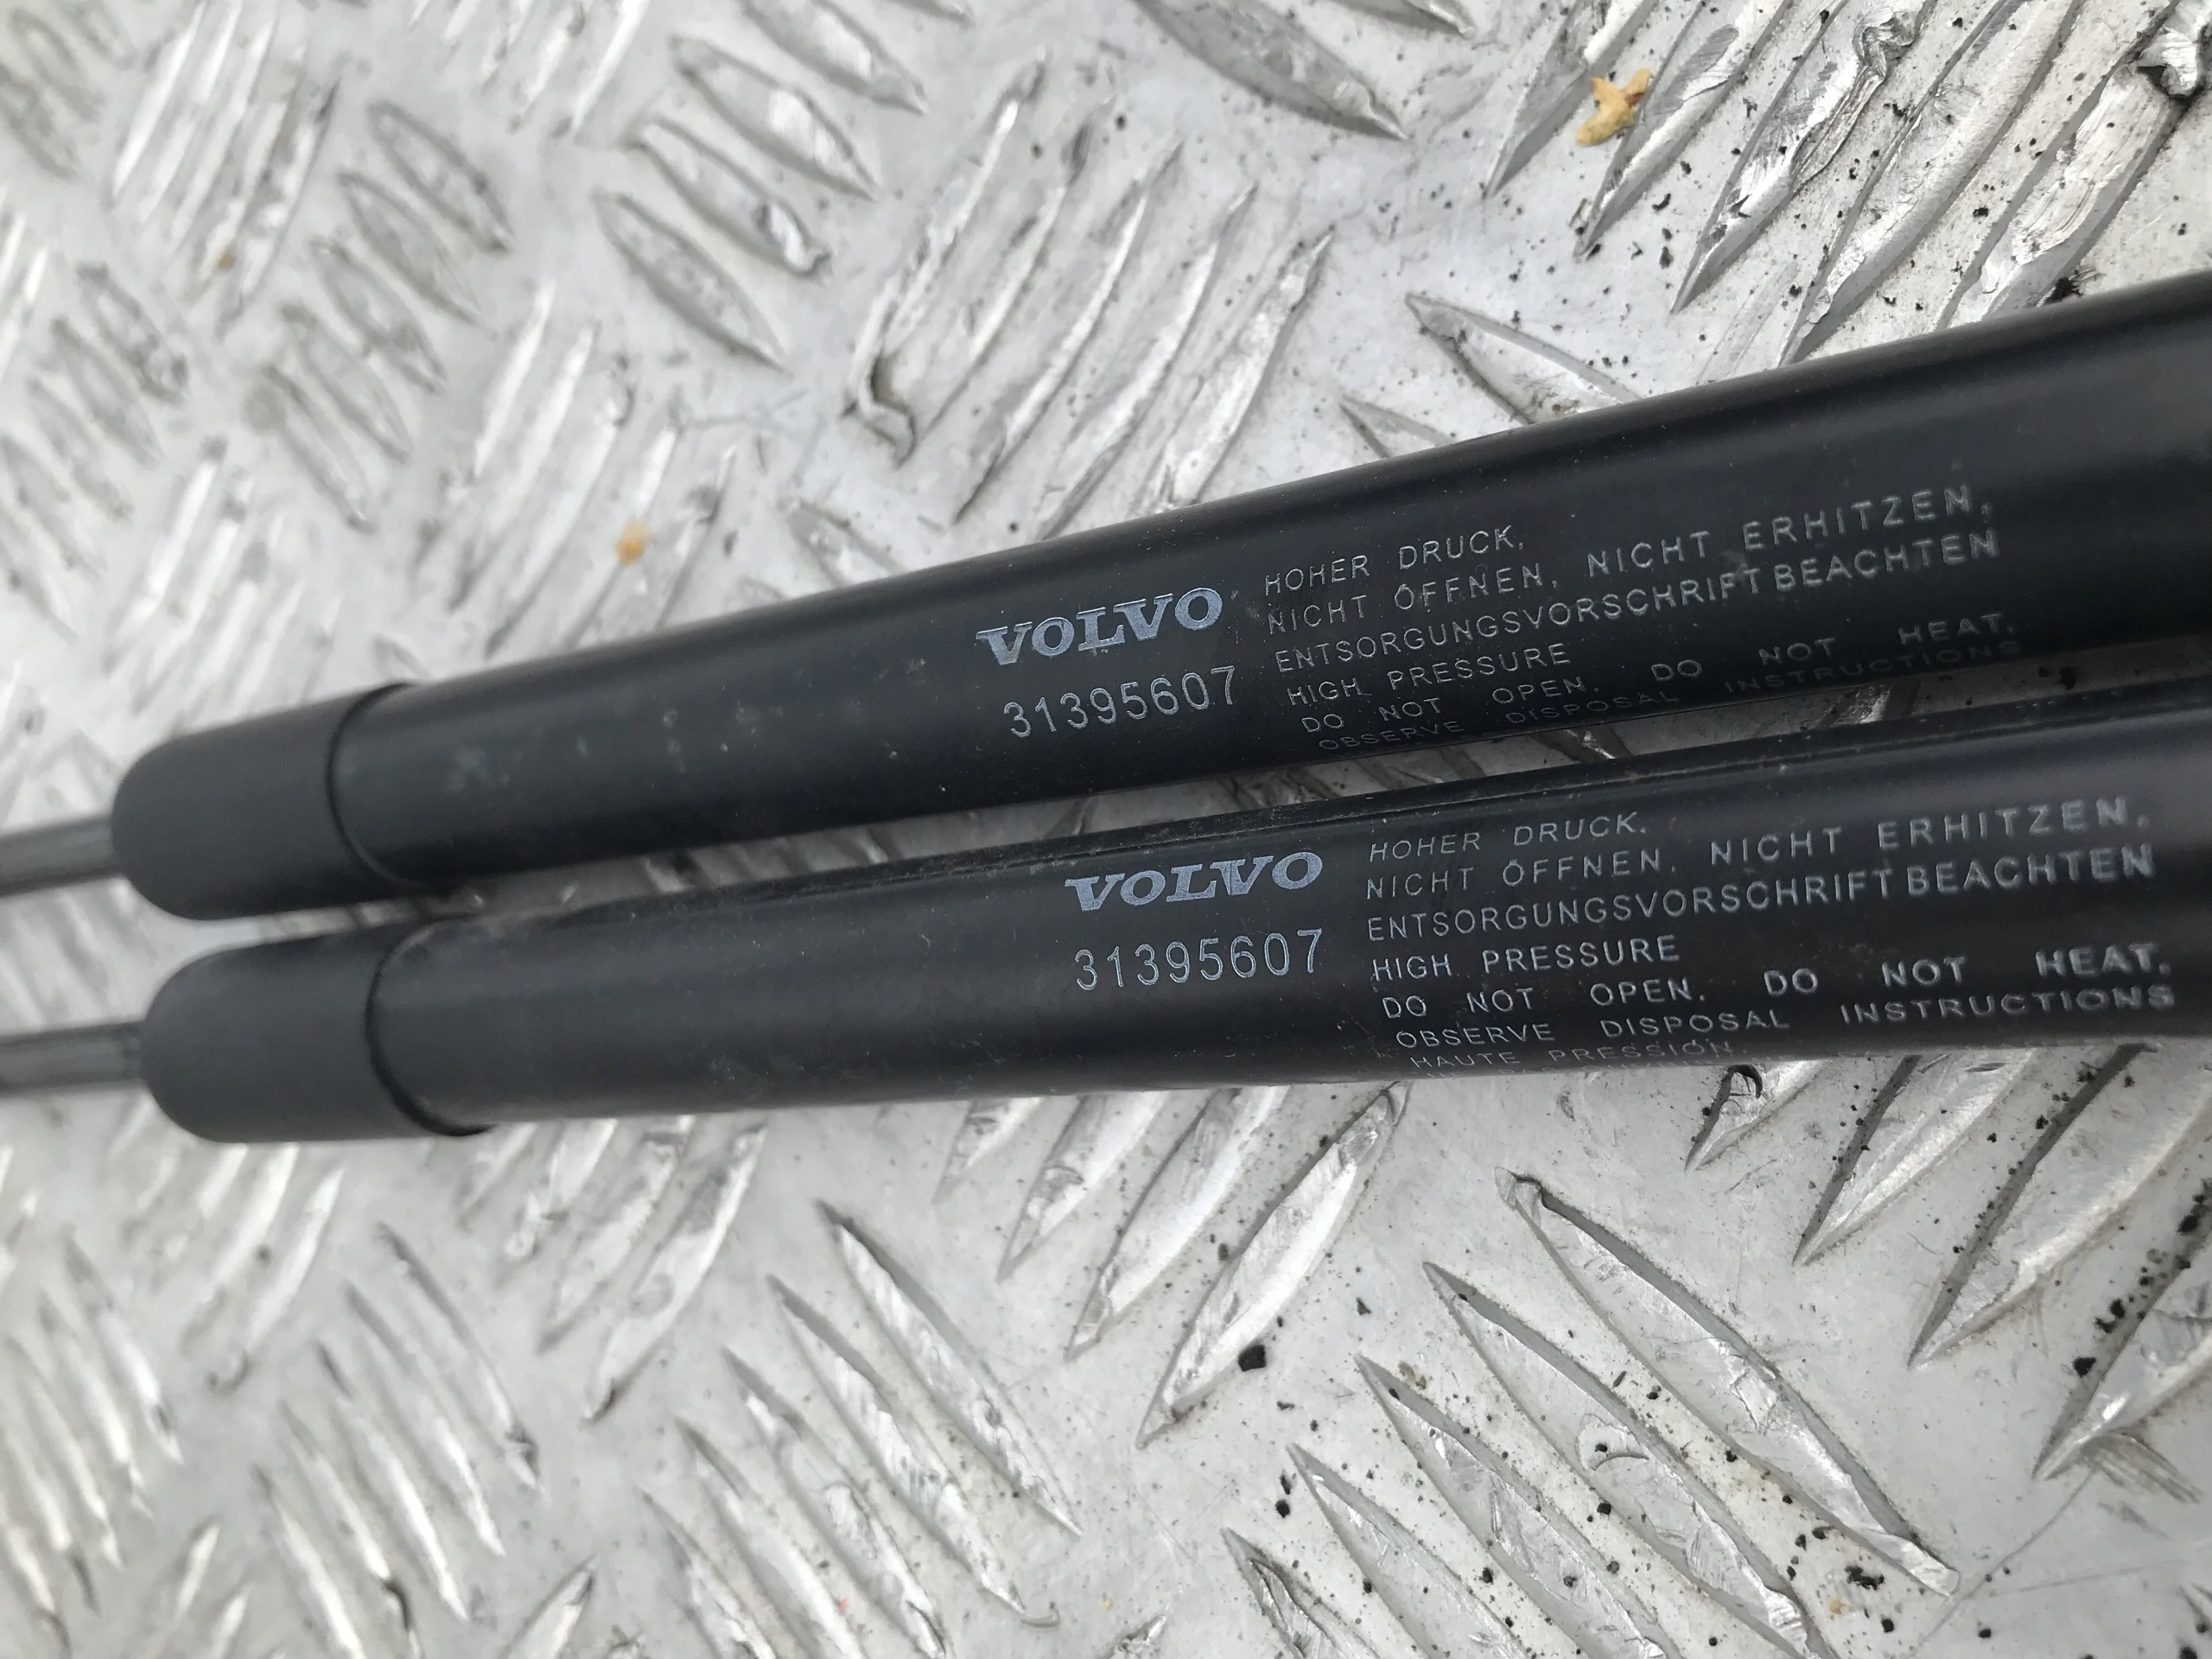 VOLVO
31395607
HOHER DRUCK.
NICHT ÖFFNEN, NICHT ERHITZEN,
ENTSORGUNGSVORSCHRIFT BEACHTEN
HIGH PRESSURE
DO NOT OPEN. DO NOT HEAT.
OBSERVE DISPOSAL INSTRUCTIONS
VOLVO
31395607
HOHER DRUCK.
NICHT ÖFFNEN, NICHT ERHITZEN,
ENTSORGUNGSVORSCHRIFT BEACHTEN
HIGH PRESSURE
DO NOT OPEN. DO NOT HEAT.
OBSERVE DISPOSAL INSTRUCTIONS
HAUTE PRESSION